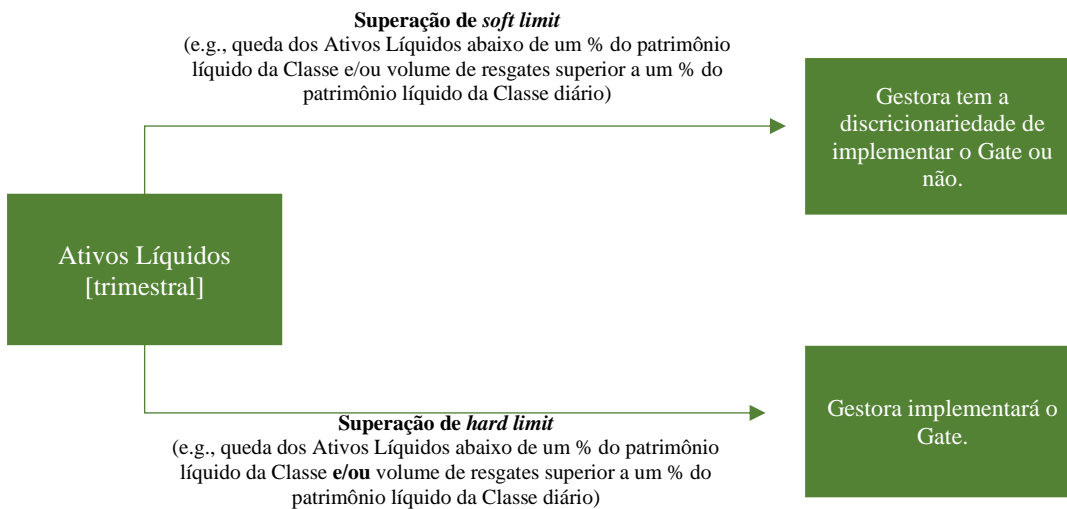 Superação de soft limit
(e.g., queda dos Ativos Líquidos abaixo de um % do patrimônio
líquido da Classe e/ou volume de resgates superior a um % do
patrimônio líquido da Classe diário)
Gestora tem a
discricionariedade de
implementar o Gate ou
não.
Ativos Líquidos
[trimestral]
Superação de hard limit
(e.g., queda dos Ativos Líquidos abaixo de um % do patrimônio
líquido da Classe e/ou volume de resgates superior a um % do
patrimônio líquido da Classe diário)
Gestora implementará o
Gate.